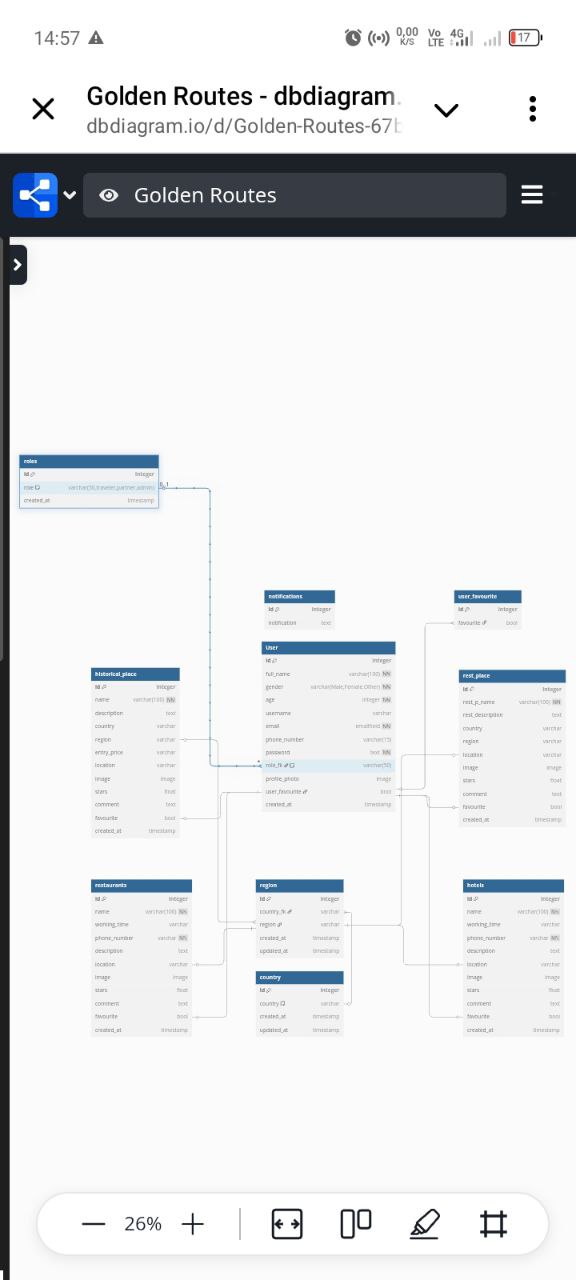 14:57
0,00 K/S
Vo LTE
4G
17
Golden Routes - dbdiagram.
dbdiagram.io/d/Golden-Routes-67b
Golden Routes
roles
id Integer
role varchar(50,traveler,partner,admin)
created_at timestamp
notifications
id Integer
notification text
user_favourite
id Integer
favourite bool
User
id Integer
full_name varchar(100) NN
gender varchar(Male,Female,Other) NN
age integer NN
username varchar
email emailfield NN
phone_number varchar(15)
password text NN
role_fk varchar(50)
profile_photo image
user_favourite bool
created_at timestamp
historical_place
id Integer
name varchar(100) NN
description text
country varchar
region varchar
entry_price varchar
location varchar
image image
stars float
comment text
favourite bool
created_at timestamp
rest_place
id Integer
rest_p_name varchar(100) NN
rest_description text
country varchar
region varchar
location varchar
image image
stars float
comment text
favourite bool
created_at timestamp
restaurants
id Integer
name varchar(100) NN
working_time varchar
phone_number varchar NN
description text
location varchar
image image
stars float
comment text
favourite bool
created_at timestamp
region
id Integer
country_fk varchar
region varchar
created_at timestamp
updated_at timestamp
country
id Integer
country varchar
created_at timestamp
updated_at timestamp
hotels
id Integer
name varchar(100) NN
working_time varchar
phone_number varchar NN
description text
location varchar
image image
stars float
comment text
favourite bool
created_at timestamp
26%